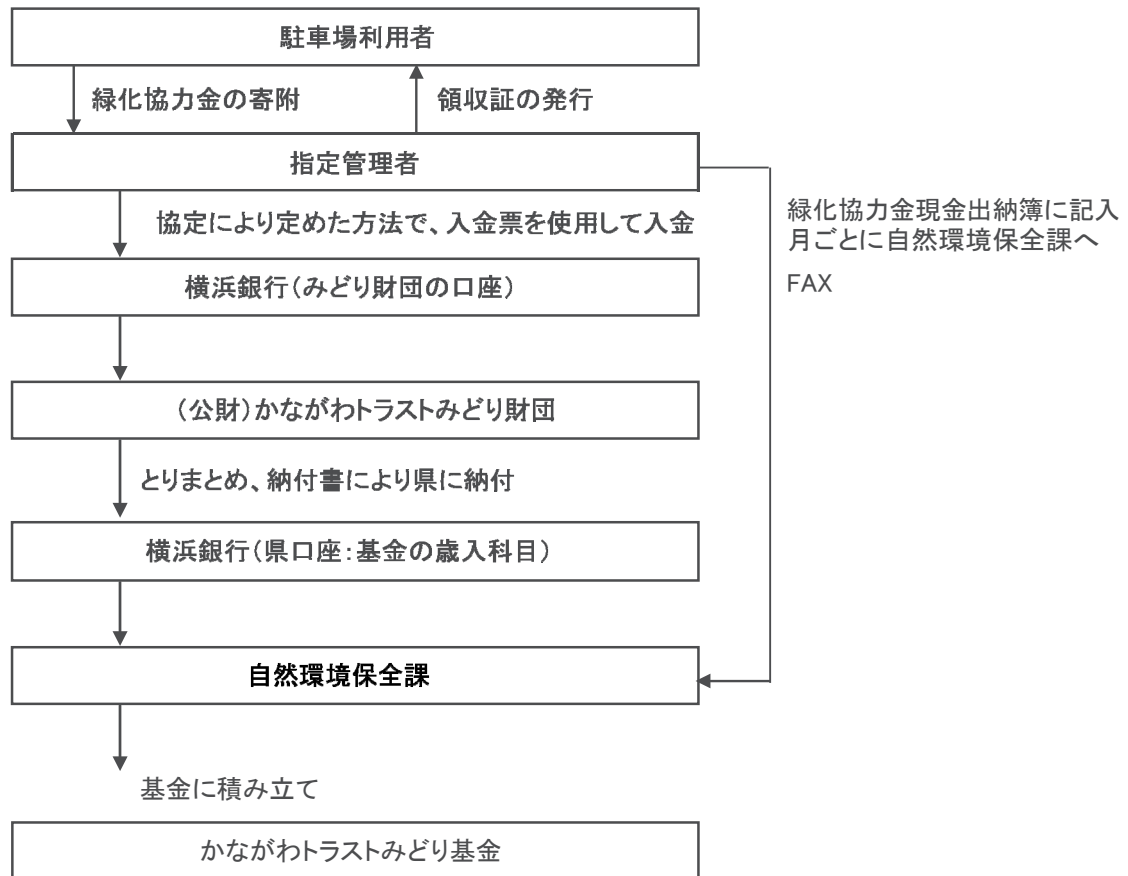 駐車場利用者
緑化協力金の寄附
領収証の発行
指定管理者
協定により定めた方法で、入金票を使用して入金
緑化協力金現金出納簿に記入
月ごとに自然環境保全課へ
FAX
横浜銀行(みどり財団の口座)
(公財)かながわトラストみどり財団
とりまとめ、納付書により県に納付
横浜銀行(県口座:基金の歳入科目)
自然環境保全課
基金に積み立て
かながわトラストみどり基金